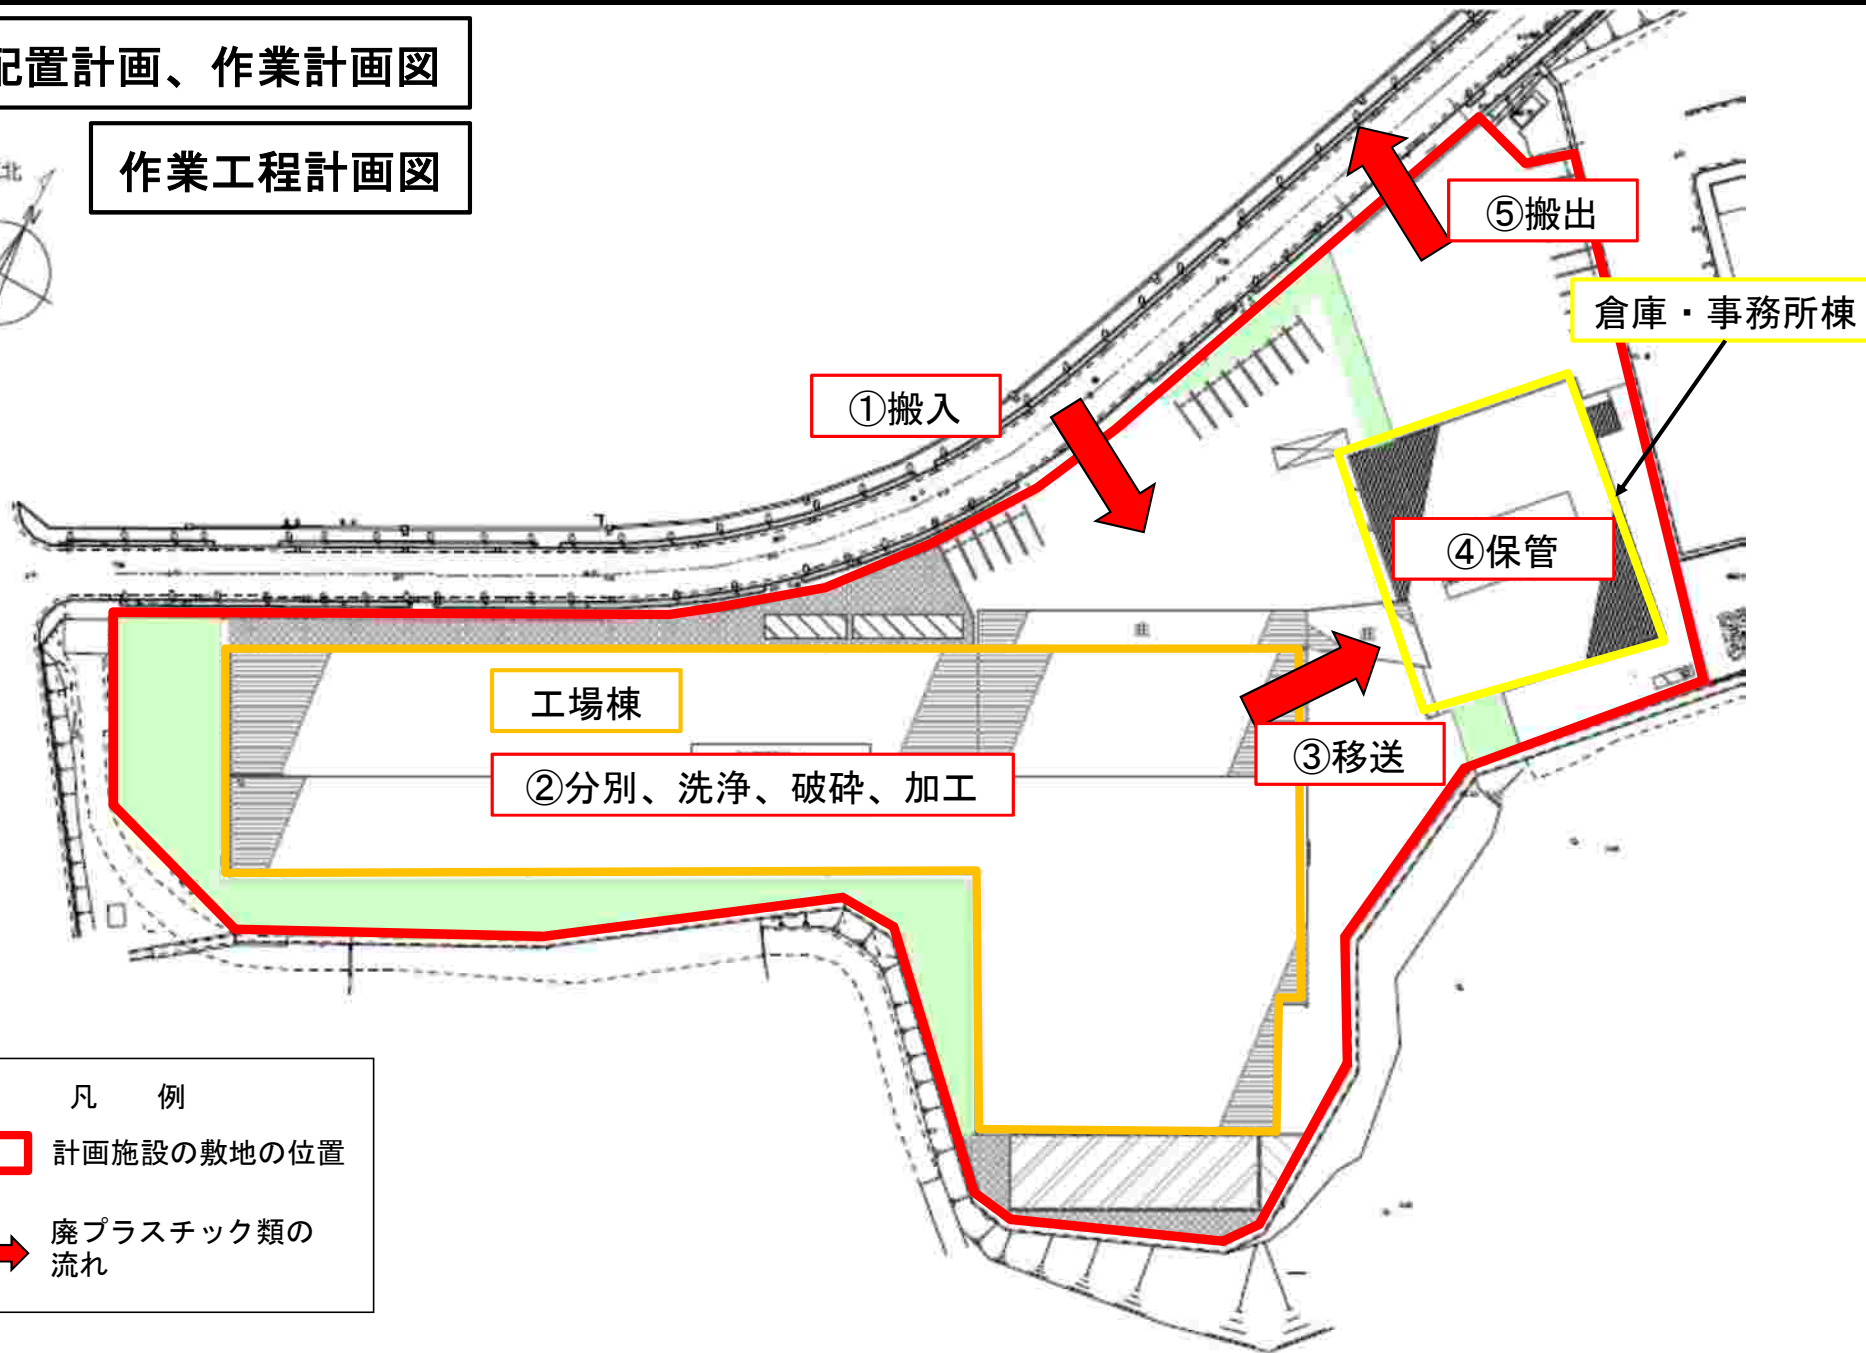 配置計画、作業計画図
作業工程計画図
北
N
⑤搬出
倉庫・事務所棟
①搬入
④保管
工場棟
③移送
②分別、洗浄、破砕、加工
凡　例
計画施設の敷地の位置
廃プラスチック類の
流れ